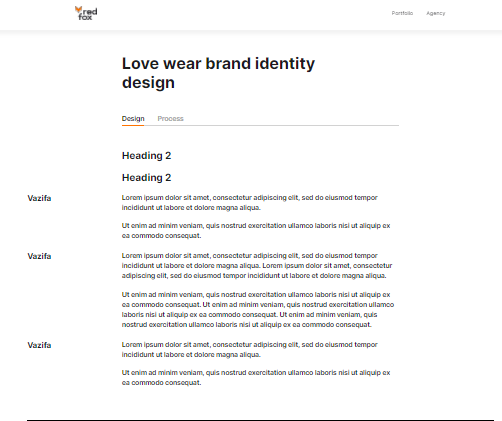 red
fox
Portfolio Agency
Love wear brand identity
design
Design Process
Heading 2
Heading 2
Vazifa
Lorem ipsum dolor sit amet, consectetur adipiscing elit, sed do eiusmod tempor
incididunt ut labore et dolore magna aliqua.
Ut enim ad minim veniam, quis nostrud exercitation ullamco laboris nisi ut aliquip ex
ea commodo consequat.
Vazifa
Lorem ipsum dolor sit amet, consectetur adipiscing elit, sed do eiusmod tempor
incididunt ut labore et dolore magna aliqua. Lorem ipsum dolor sit amet, consectetur
adipiscing elit, sed do eiusmod tempor incididunt ut labore et dolore magna aliqua.
Ut enim ad minim veniam, quis nostrud exercitation ullamco laboris nisi ut aliquip ex
ea commodo consequat. Ut enim ad minim veniam, quis nostrud exercitation ullamco
laboris nisi ut aliquip ex ea commodo consequat. Ut enim ad minim veniam, quis
nostrud exercitation ullamco laboris nisi ut aliquip ex ea commodo consequat.
Vazifa
Lorem ipsum dolor sit amet, consectetur adipiscing elit, sed do eiusmod tempor
incididunt ut labore et dolore magna aliqua.
Ut enim ad minim veniam, quis nostrud exercitation ullamco laboris nisi ut aliquip ex
ea commodo consequat.